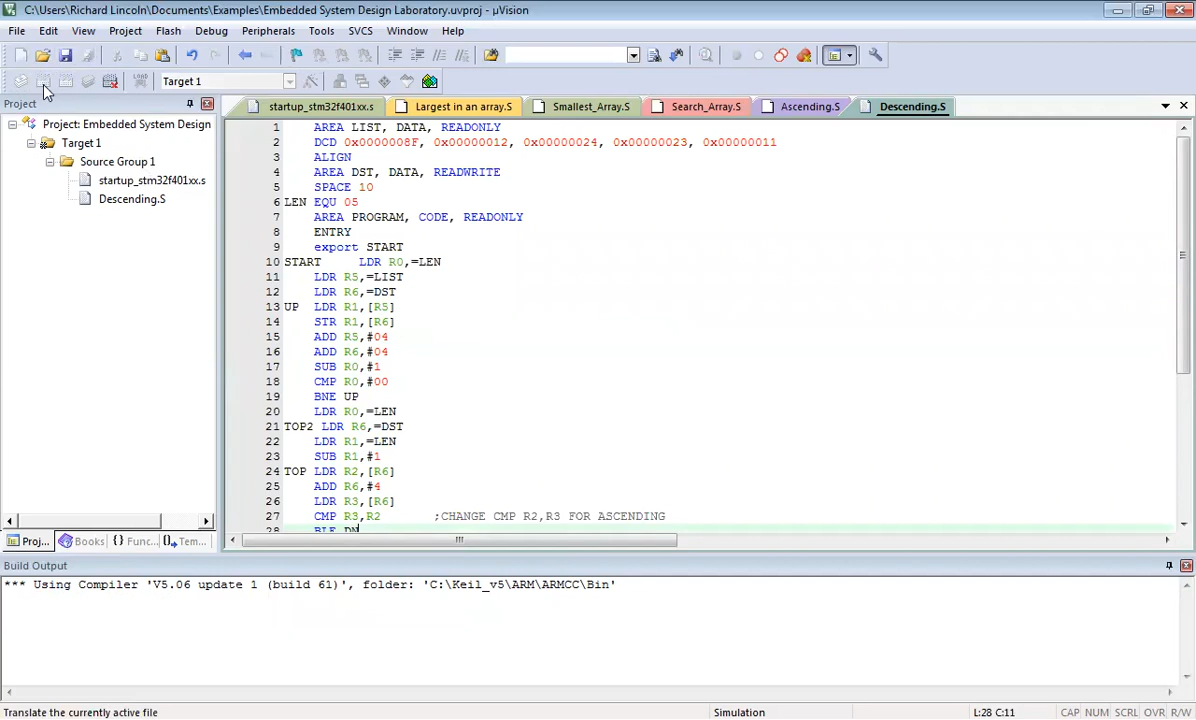 C:\Users\Richard Lincoln\Documents\Examples\Embedded System Design Laboratory.uvproj - µVision
File Edit View Project Flash Debug Peripherals Tools SVCS Window Help
LOAD Target 1
Project
startup_stm32f401xx.s Largest in an array.S Smallest_Array.S Search_Array.S Ascending.S Descending.S
Project: Embedded System Design
Target 1
Source Group 1
startup_stm32f401xx.s
Descending.S
1 AREA LIST, DATA, READONLY
2 DCD 0x0000008F, 0x00000012, 0x00000024, 0x00000023, 0x00000011
3 ALIGN
4 AREA DST, DATA, READWRITE
5 SPACE 10
6 LEN EQU 05
7 AREA PROGRAM, CODE, READONLY
8 ENTRY
9 export START
10 START LDR R0,=LEN
11 LDR R5,=LIST
12 LDR R6,=DST
13 UP LDR R1,[R5]
14 STR R1,[R6]
15 ADD R5,#04
16 ADD R6,#04
17 SUB R0,#1
18 CMP R0,#00
19 BNE UP
20 LDR R0,=LEN
21 TOP2 LDR R6,=DST
22 LDR R1,=LEN
23 SUB R1,#1
24 TOP LDR R2,[R6]
25 ADD R6,#4
26 LDR R3,[R6]
27 CMP R3,R2 ;CHANGE CMP R2,R3 FOR ASCENDING
28 BLE DN
Proj... Books {} Func... Tem...
Build Output
*** Using Compiler 'V5.06 update 1 (build 61)', folder: 'C:\Keil_v5\ARM\ARMCC\Bin'
Translate the currently active file Simulation L:28 C:11 CAP NUM SCRL OVR R/W